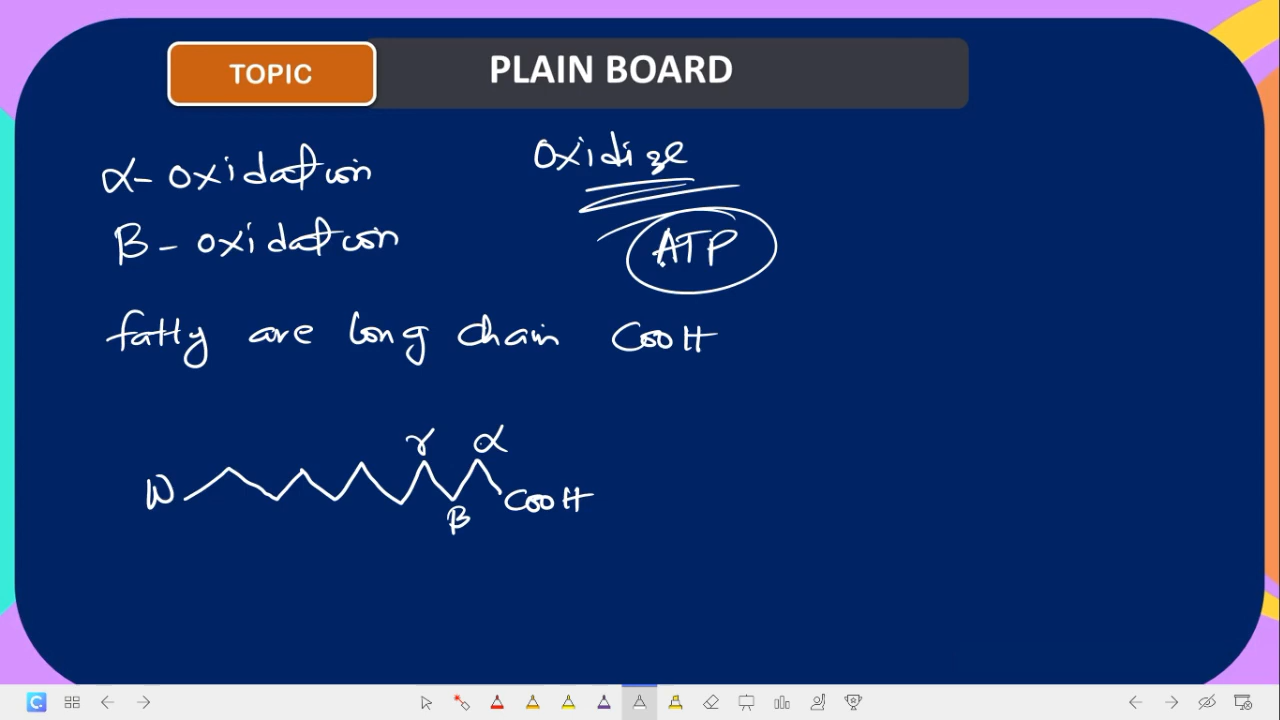 TOPIC
PLAIN BOARD
α- oxidation
β- oxidation
Oxidize
ATP
fatty are long chain COOH
γ α
ω
COOH
β